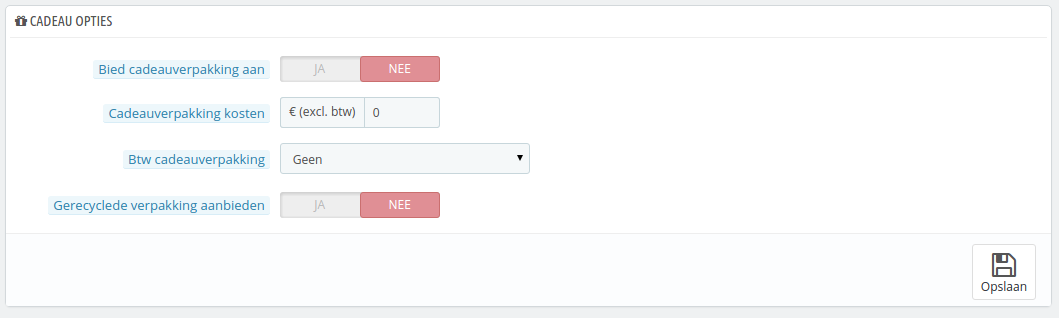 CADEAU OPTIES
Bied cadeauverpakking aan JA NEE
Cadeauverpakking kosten € (excl. btw) 0
Btw cadeauverpakking Geen
Gerecyclede verpakking aanbieden JA NEE
Opslaan